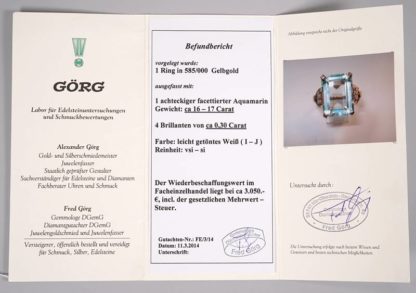 GÖRG
Labor für Edelsteinuntersuchungen
und Schmuckbewertungen
Alexander Görg
Gold- und Silberschmiedemeister
Juwelenfasser
Staatlich geprüfter Gestalter
Sachverständiger für Edelsteine und Diamanten
Fachberater Uhren und Schmuck
Fred Görg
Gemmologe DGemG
Diamantgutachter DGemG
Juwelengoldschmied und Juwelenfasser
Versteigerer, öffentlich bestellt und vereidigt
für Schmuck, Silber, Edelsteine
Befundbericht
vorgelegt wurde:
1 Ring in 585/000 Gelbgold
ausgefasst mit:
1 achteckiger facettierter Aquamarin
Gewicht: ca 16 – 17 Carat
4 Brillanten von ca 0,30 Carat
Farbe: leicht getöntes Weiß ( I – J )
Reinheit: vsi – si
Der Wiederbeschaffungswert im
Facheinzelhandel liegt bei ca 3.050.-
€, incl. der gesetzlichen Mehrwert –
Steuer.
Gutachten-Nr.: FE/3/14
Datum: 11.3.2014
Unterschrift:
Fred Görg
Abbildung entspricht nicht der Originalgröße
Untersucht durch:
Fred Görg
Die Untersuchung erfolgte nach bestem Wissen und
Gewissen und besten technischen Möglichkeiten.